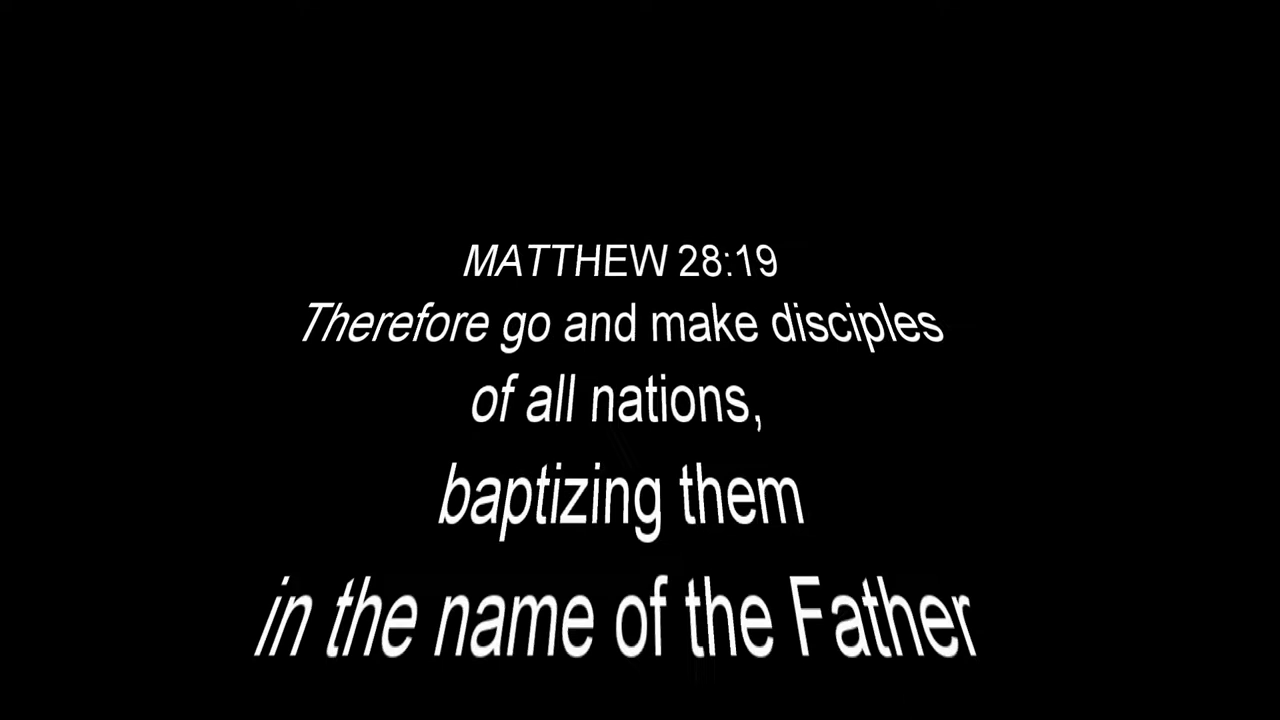 MATTHEW 28:19
Therefore go and make disciples
of all nations,
baptizing them
in the name of the Father